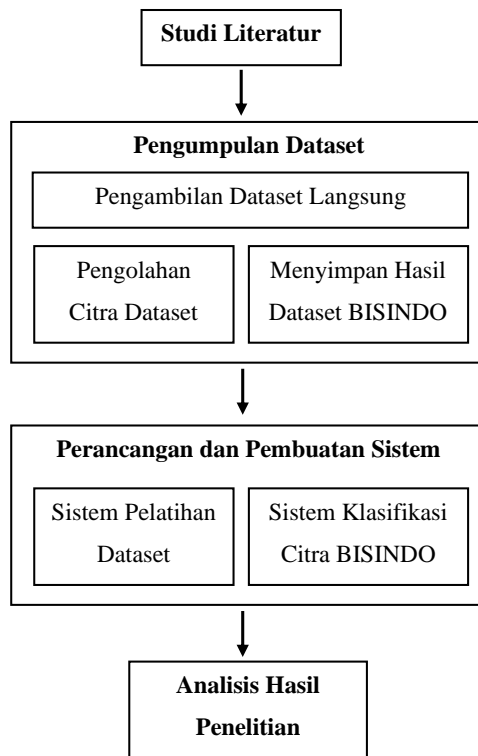 Studi Literatur
Pengumpulan Dataset
Pengambilan Dataset Langsung
Pengolahan
Citra Dataset
Menyimpan Hasil
Dataset BISINDO
Perancangan dan Pembuatan Sistem
Sistem Pelatihan
Dataset
Sistem Klasifikasi
Citra BISINDO
Analisis Hasil
Penelitian